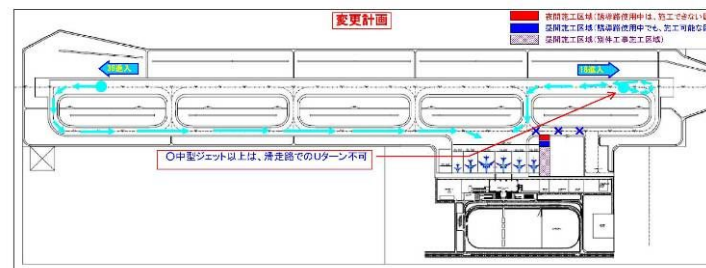 変更計画
夜間施工区域(誘導路使用中は、施工できない
昼間施工区域(誘導路使用中でも、施工可能な
昼間施工区域(別件工事施工区域)
進入
進入
〇中型ジェット以上は、滑走路でのUターン不可